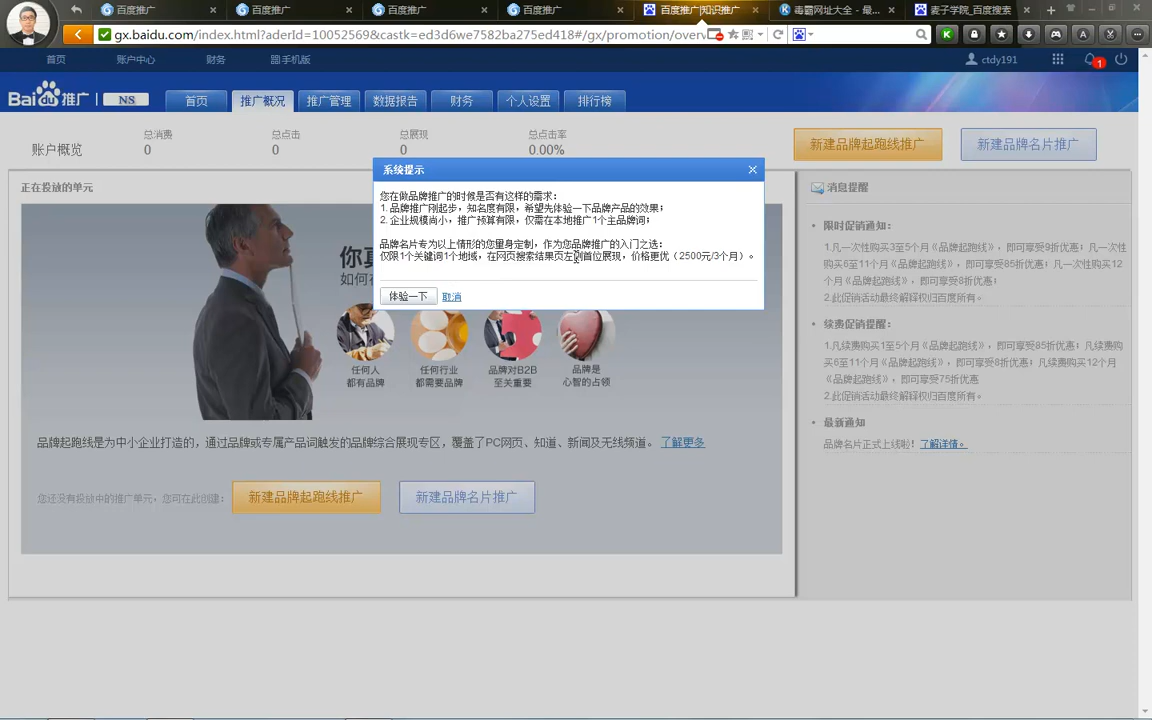 百度推广
百度推广
百度推广
百度推广
百度推广|知识推广
毒霸网址大全 - 最...
麦子学院_百度搜索
gx.baidu.com/index.html?aderId=100525569&castk=ed3d6we7582ba275ed418#/gx/promotion/overv
首页
账户中心
财务
手机版
ctdy191
1
Bai du 推广
NS
首页
推广概况
推广管理
数据报告
财务
个人设置
排行榜
账户概览
总消费
0
总点击
0
总展现
0
总点击率
0.00%
新建品牌起跑线推广
新建品牌名片推广
正在投放的单元
系统提示
您在做品牌推广的时候是否有这样的需求：
1. 品牌推广刚起步，知名度有限，希望先体验一下品牌产品的效果；
2. 企业规模尚小，推广预算有限，仅需在本地推广1个主品牌词；
品牌名片专为以上情形的您量身定制，作为您品牌推广的入门之选：
仅限1个关键词1个地域，在网页搜索结果页左侧首位展现，价格更优（2500元/3个月）。
体验一下
取消
你真
如何在
任何人
都有品牌
任何行业
都需要品牌
品牌对B2B
至关重要
品牌是
心智的占领
品牌起跑线是为中小企业打造的，通过品牌或专属产品词触发的品牌综合展现专区，覆盖了PC网页、知道、新闻及无线频道。 了解更多
您还没有投放中的推广单元，您可在此创建：
新建品牌起跑线推广
新建品牌名片推广
消息提醒
限时促销通知：
1.凡一次性购买3至5个月《品牌起跑线》，即可享受9折优惠；凡一次性
购买6至11个月《品牌起跑线》，即可享受85折优惠；凡一次性购买12
个月《品牌起跑线》，即可享受8折优惠；
2.此促销活动最终解释权归百度所有。
续费促销提醒：
1.凡续费购买1至5个月《品牌起跑线》，即可享受85折优惠；凡续费购
买6至11个月《品牌起跑线》，即可享受8折优惠；凡续费购买12个月
《品牌起跑线》，即可享受75折优惠
2.此促销活动最终解释权归百度所有。
最新通知
品牌名片正式上线啦！了解详情。